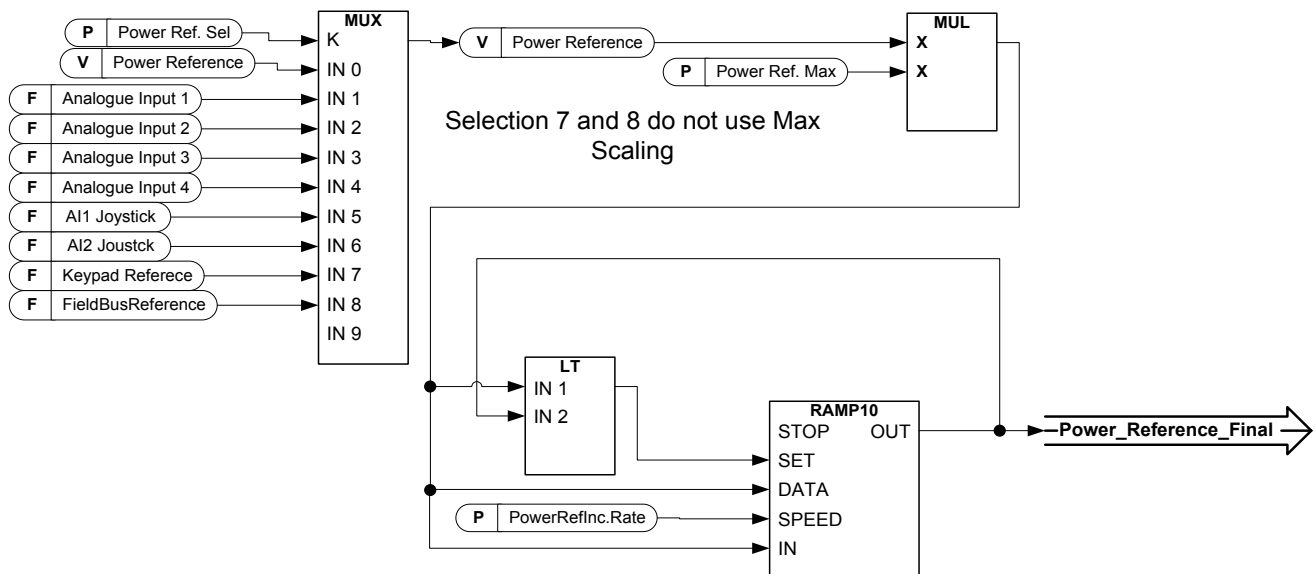 MUX
P Power Ref. Sel
K
V Power Reference
IN 0
F Analogue Input 1
IN 1
F Analogue Input 2
IN 2
F Analogue Input 3
IN 3
F Analogue Input 4
IN 4
F AI1 Joystick
IN 5
F AI2 Joustck
IN 6
F Keypad Referece
IN 7
F FieldBusReference
IN 8
IN 9
V Power Reference
P Power Ref. Max
MUL
X
X
Selection 7 and 8 do not use Max
Scaling
LT
IN 1
IN 2
RAMP10
STOP OUT
SET
DATA
P PowerRefInc.Rate
SPEED
IN
Power_Reference_Final